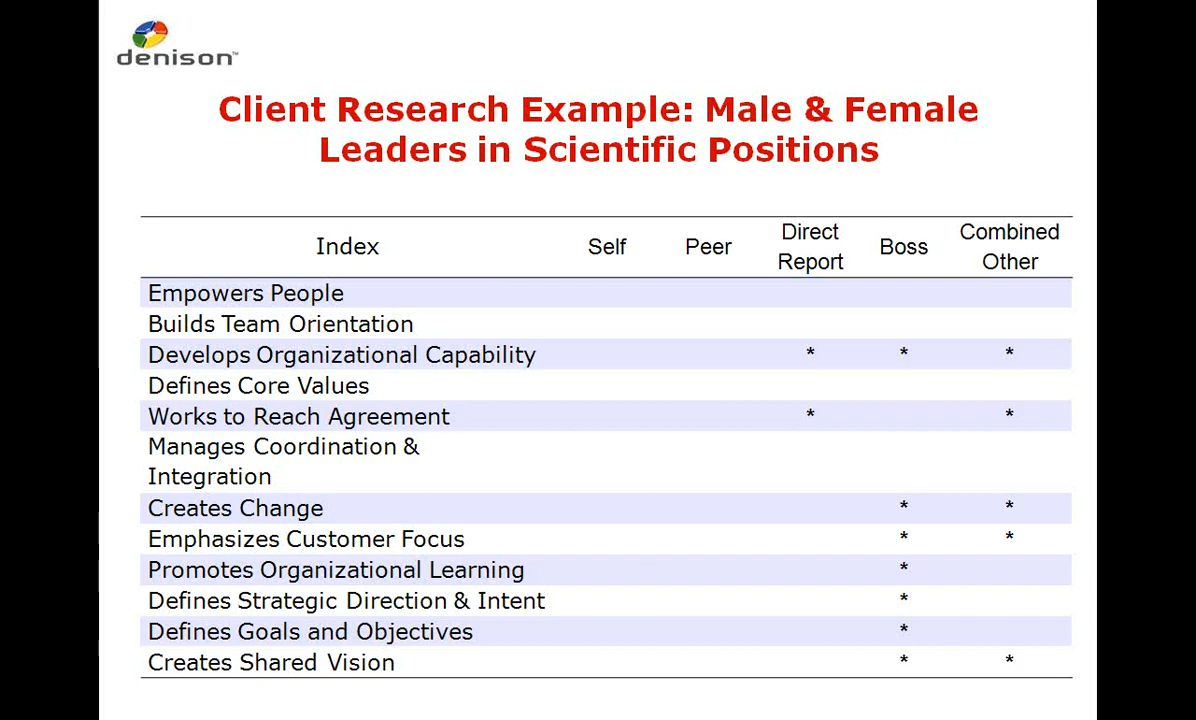 denison™
Client Research Example: Male & Female
Leaders in Scientific Positions
Index Self Peer Direct Report Boss Combined Other
Empowers People
Builds Team Orientation
Develops Organizational Capability * * *
Defines Core Values
Works to Reach Agreement * *
Manages Coordination &
Integration
Creates Change * *
Emphasizes Customer Focus * *
Promotes Organizational Learning *
Defines Strategic Direction & Intent *
Defines Goals and Objectives *
Creates Shared Vision * *